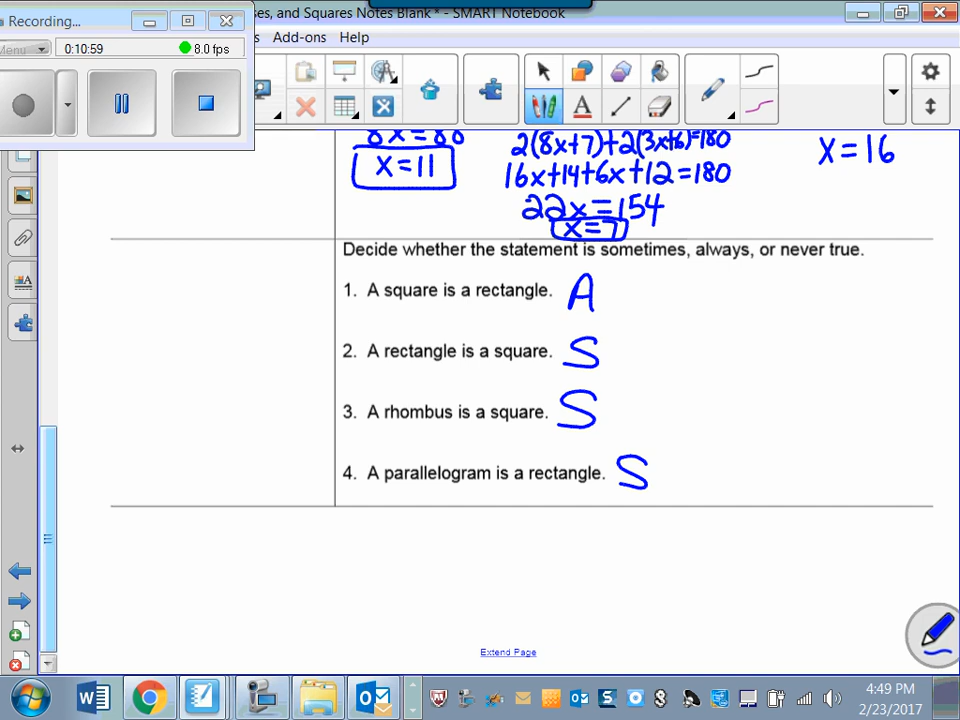 Recording...
ses, and Squares Notes Blank * - SMART Notebook
Menu
0:10:59
8.0 fps
s Add-ons Help
8x = 88
x = 11
2(8x+7)+2(3x+6)=180
16x+14+6x+12=180
22x=154
x=7
x=16
Decide whether the statement is sometimes, always, or never true.
1. A square is a rectangle. A
2. A rectangle is a square. S
3. A rhombus is a square. S
4. A parallelogram is a rectangle. S
Extend Page
4:49 PM
2/23/2017